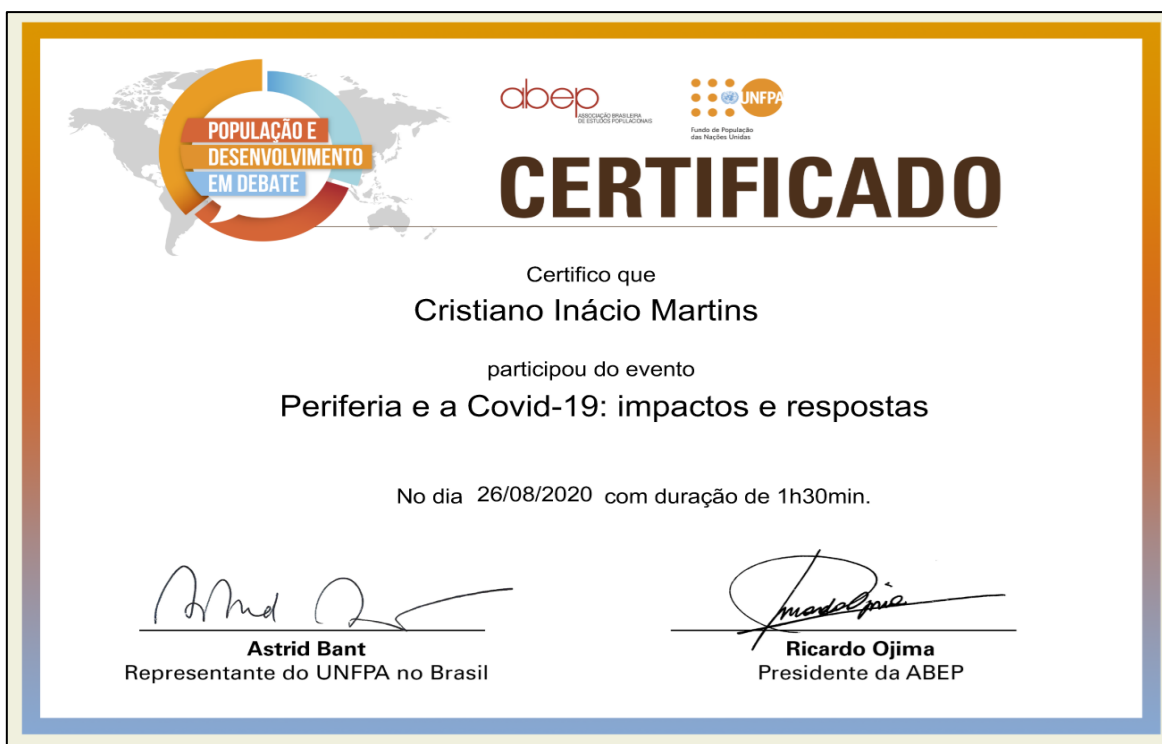 POPULAÇÃO E
DESENVOLVIMENTO
EM DEBATE
abep
ASSOCIAÇÃO BRASILEIRA
DE ESTUDOS POPULACIONAIS
UNFPA
Fundo de População
das Nações Unidas
CERTIFICADO
Certifico que
Cristiano Inácio Martins
participou do evento
Periferia e a Covid-19: impactos e respostas
No dia 26/08/2020 com duração de 1h30min.
Astrid Bant
Representante do UNFPA no Brasil
Ricardo Ojima
Presidente da ABEP